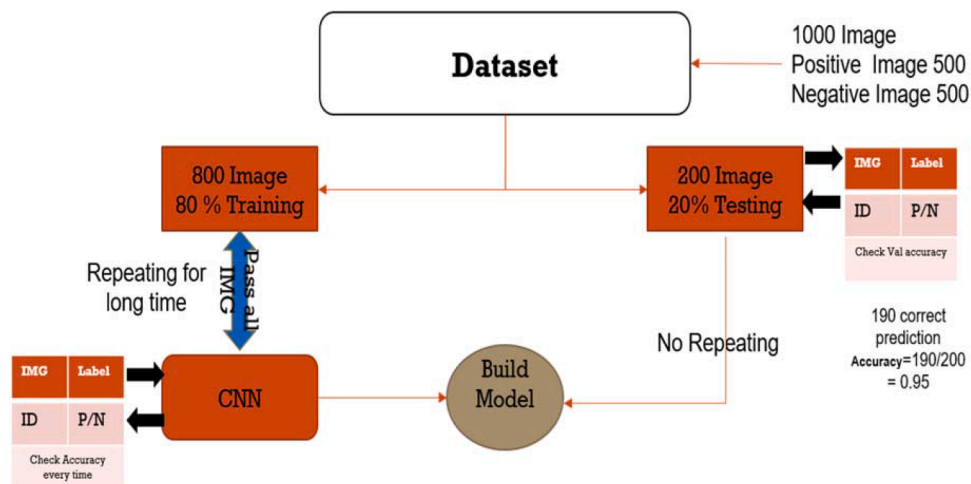 Dataset
1000 Image
Positive Image 500
Negative Image 500
800 Image
80 % Training
200 Image
20% Testing
IMG Label
ID P/N
Check Val accuracy
Repeating for
long time
Pass all
IMG
190 correct
prediction
Accuracy=190/200
= 0.95
No Repeating
IMG Label
ID P/N
Check Accuracy
every time
CNN
Build
Model